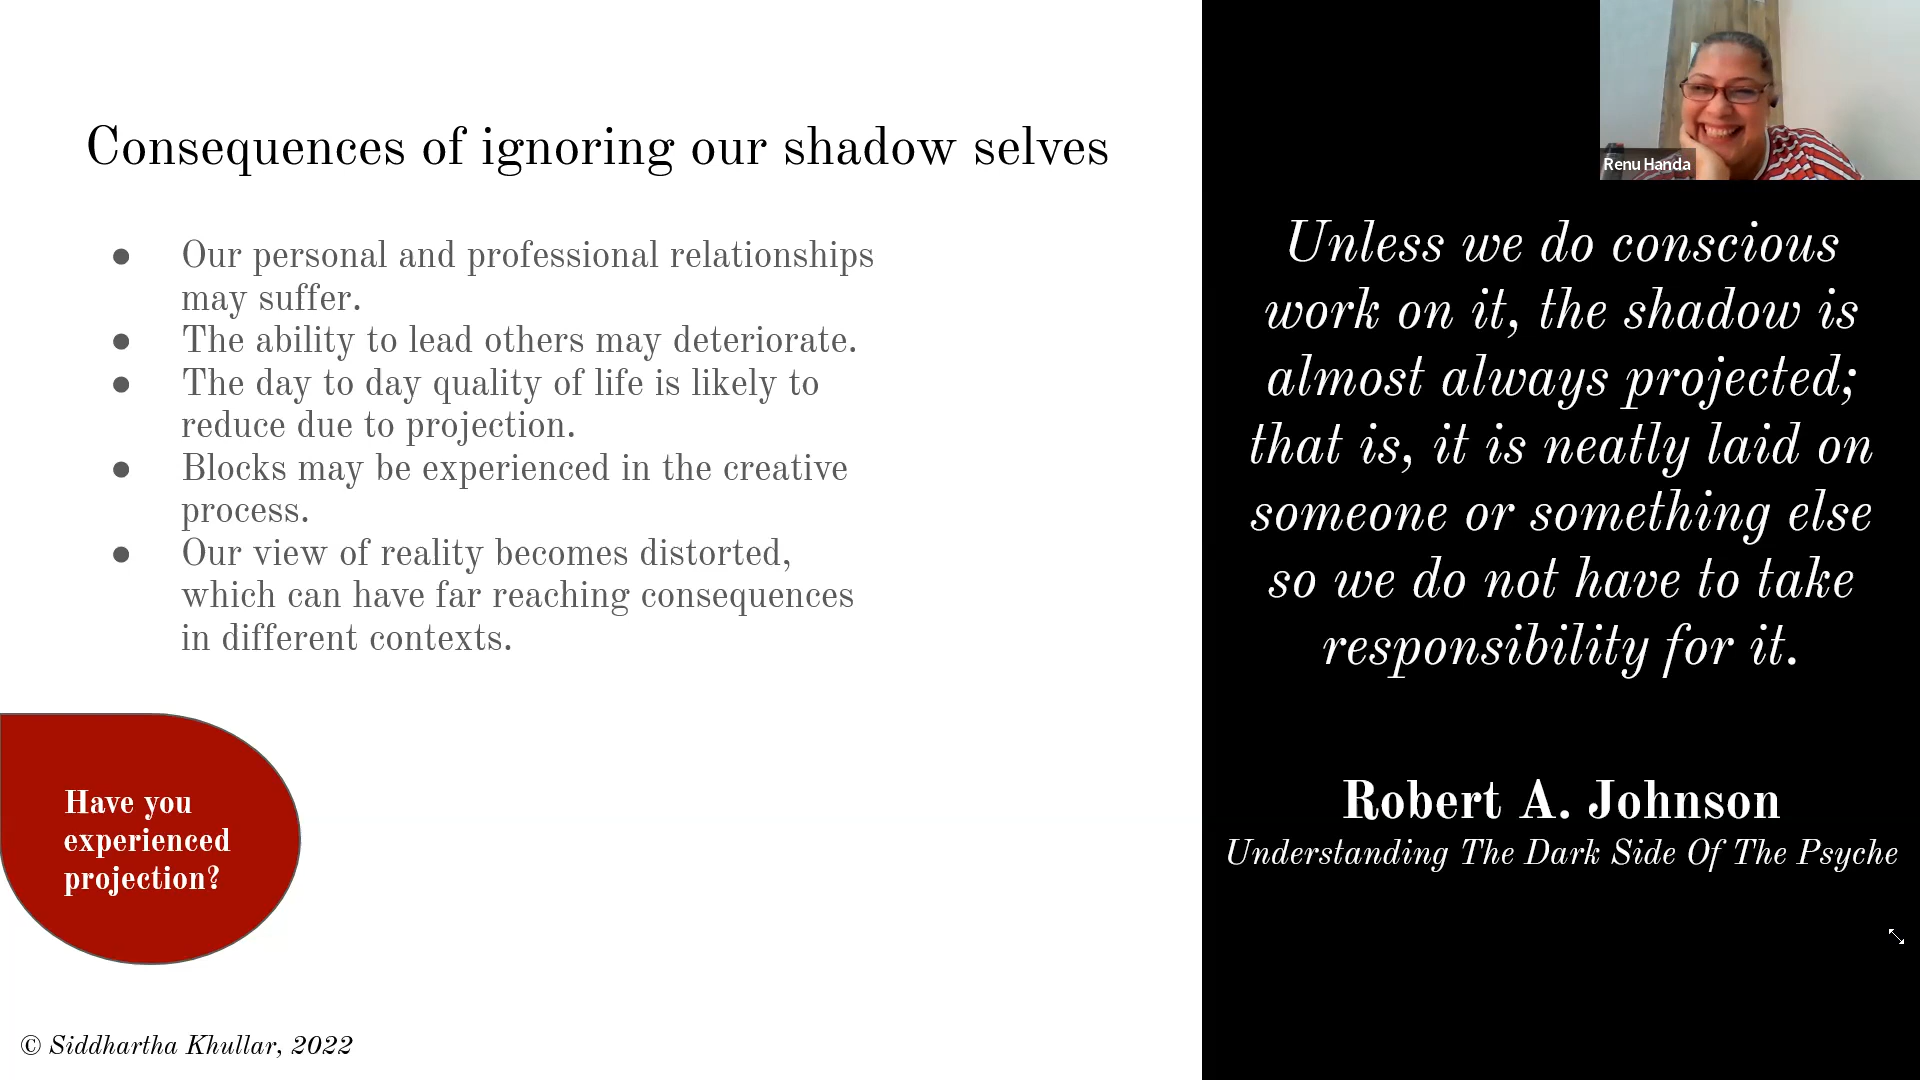 Consequences of ignoring our shadow selves
● Our personal and professional relationships
may suffer.
● The ability to lead others may deteriorate.
● The day to day quality of life is likely to
reduce due to projection.
● Blocks may be experienced in the creative
process.
● Our view of reality becomes distorted,
which can have far reaching consequences
in different contexts.
Have you
experienced
projection?
© Siddhartha Khullar, 2022
Renu Handa
Unless we do conscious
work on it, the shadow is
almost always projected;
that is, it is neatly laid on
someone or something else
so we do not have to take
responsibility for it.
Robert A. Johnson
Understanding The Dark Side Of The Psyche